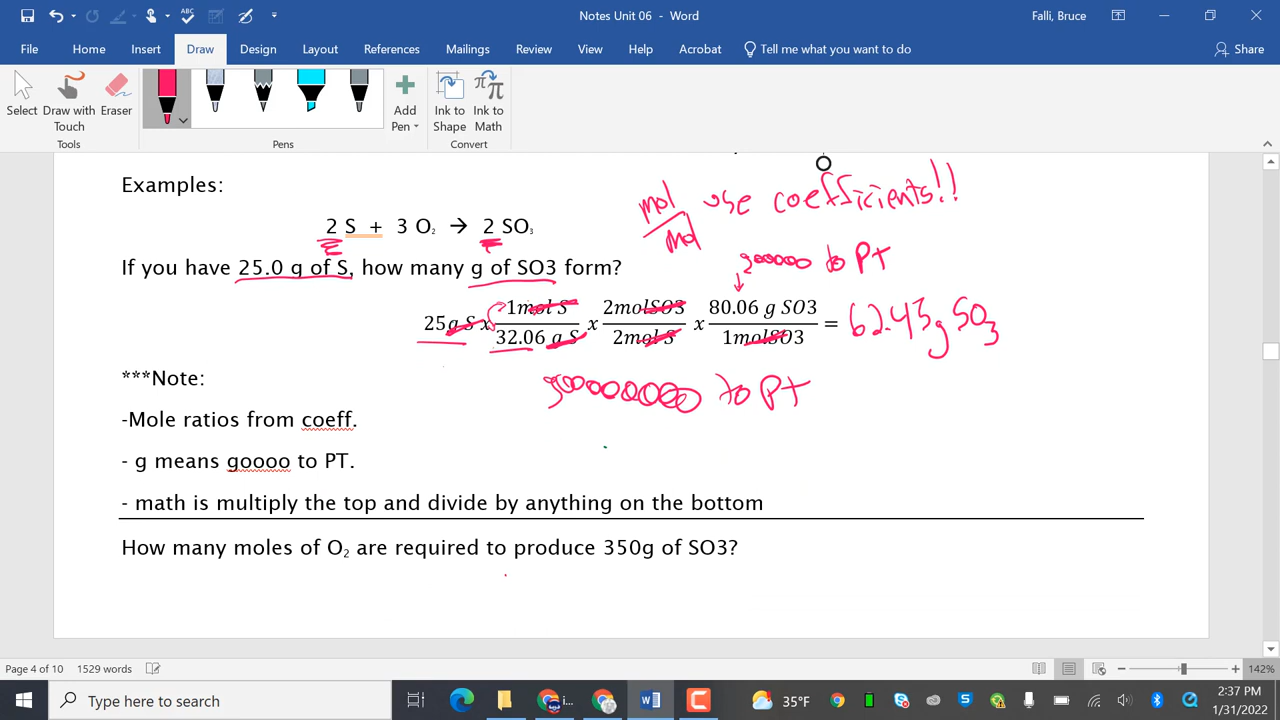 Notes Unit 06 - Word
Falli, Bruce
File Home Insert Draw Design Layout References Mailings Review View Help Acrobat Tell me what you want to do Share
Select Draw with Touch Eraser Add Pen Ink to Shape Ink to Math
Tools Pens Convert
Examples:
mol/mol use coefficients!!
2 S + 3 O₂ → 2 SO₃
goooooo to PT
If you have 25.0 g of S, how many g of SO3 form?
25g S x 1mol S/32.06 g S x 2molSO3/2mol S x 80.06 g SO3/1molSO3 = 62.43g SO₃
***Note:
gooooooooo to PT
-Mole ratios from coeff.
- g means goooo to PT.
- math is multiply the top and divide by anything on the bottom
How many moles of O₂ are required to produce 350g of SO3?
Page 4 of 10 1529 words 142%
Type here to search
35°F
2:37 PM
1/31/2022